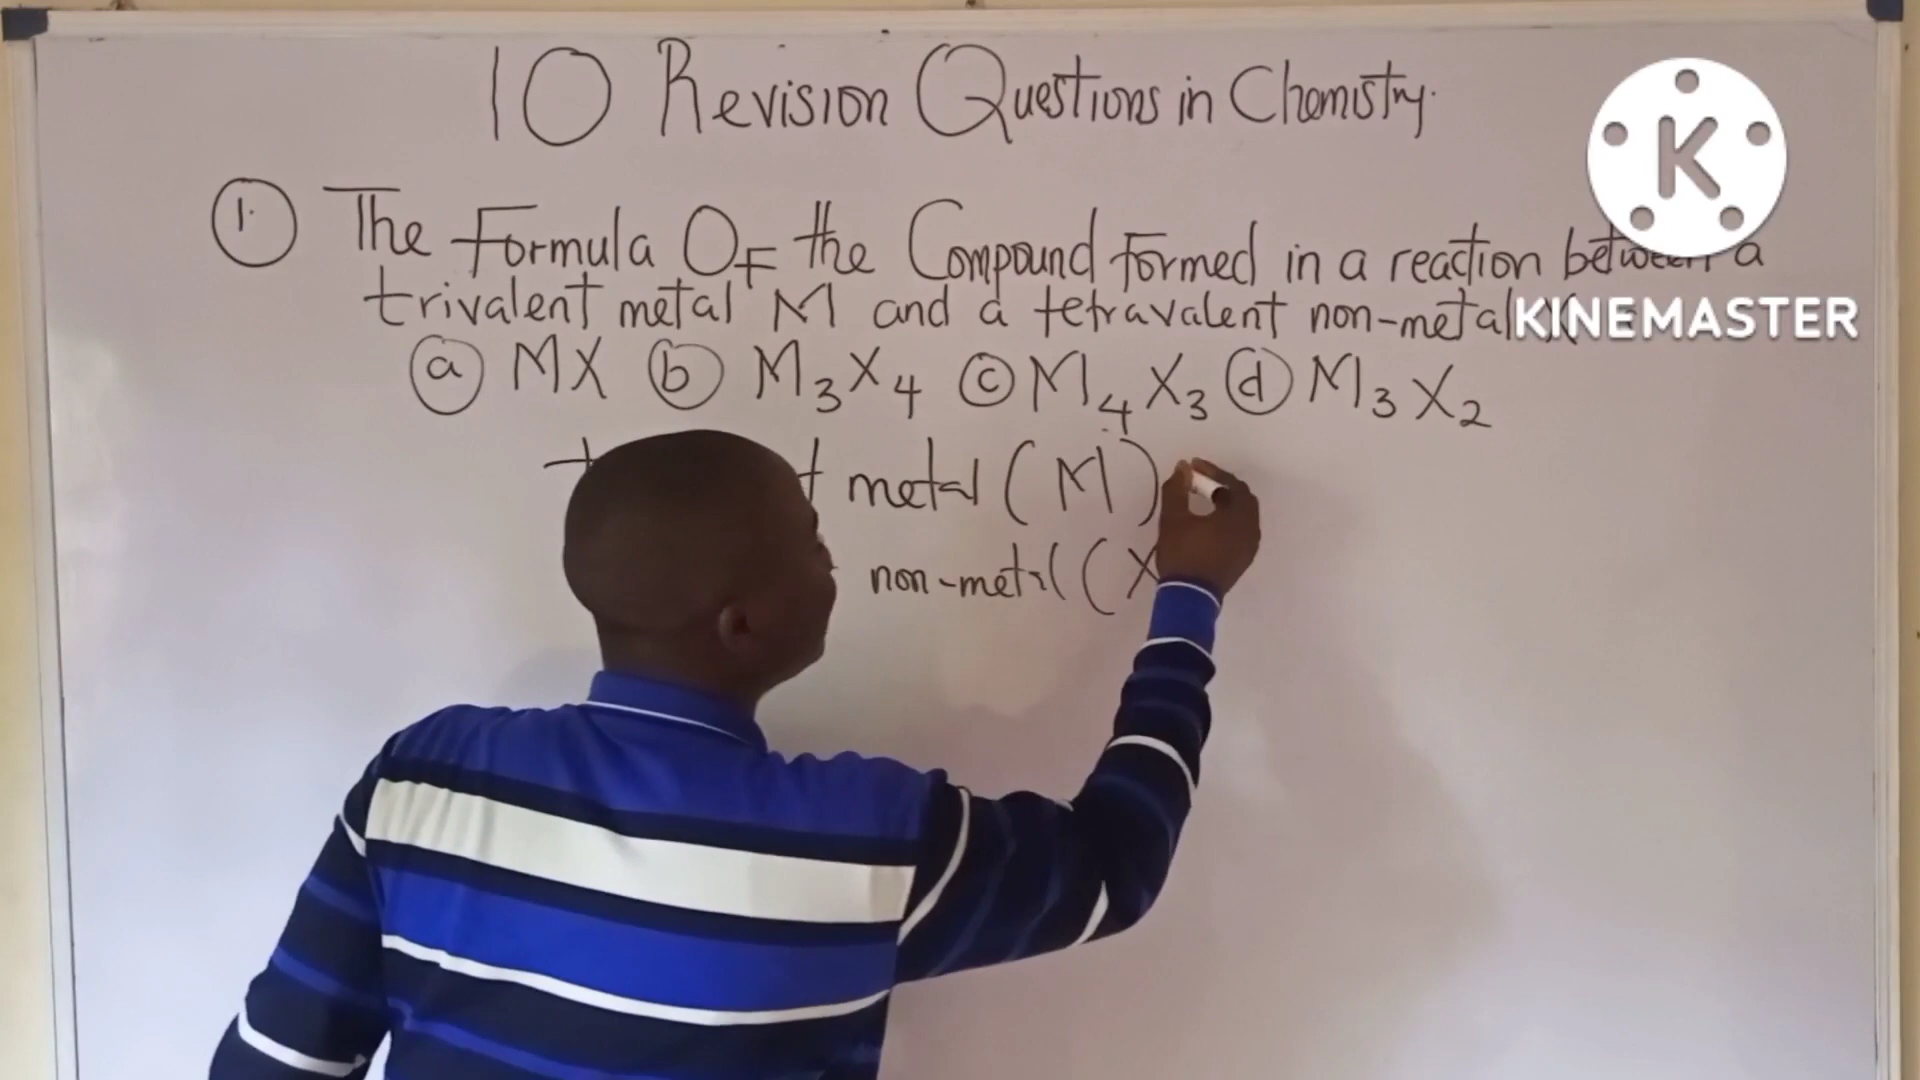 10 Revision Questions in Chemistry.
1. The Formula OF the Compound formed in a reaction between a
trivalent metal M and a tetravalent non-metal
a MX b M₃X₄ c M₄X₃ d M₃X₂
metal (M)
non-metal (X
K
KINEMASTER